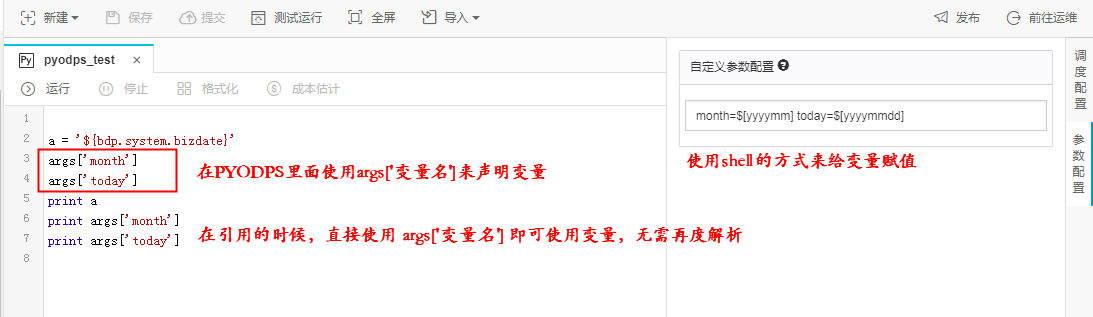 新建 保存 提交 测试运行 全屏 导入 发布 前往运维
Py pyodps_test ×
运行 停止 格式化 $ 成本估计
1
2 a = '${bdp.system.bizdate}'
3 args['month']
4 args['today']
5 print a
6 print args['month']
7 print args['today']
8
在PYODPS里面使用args['变量名']来声明变量
在引用的时候，直接使用 args['变量名'] 即可使用变量，无需再度解析
自定义参数配置 ?
month=$[yyyymm] today=$[yyyymmdd]
使用shell的方式来给变量赋值
调度配置
参数配置